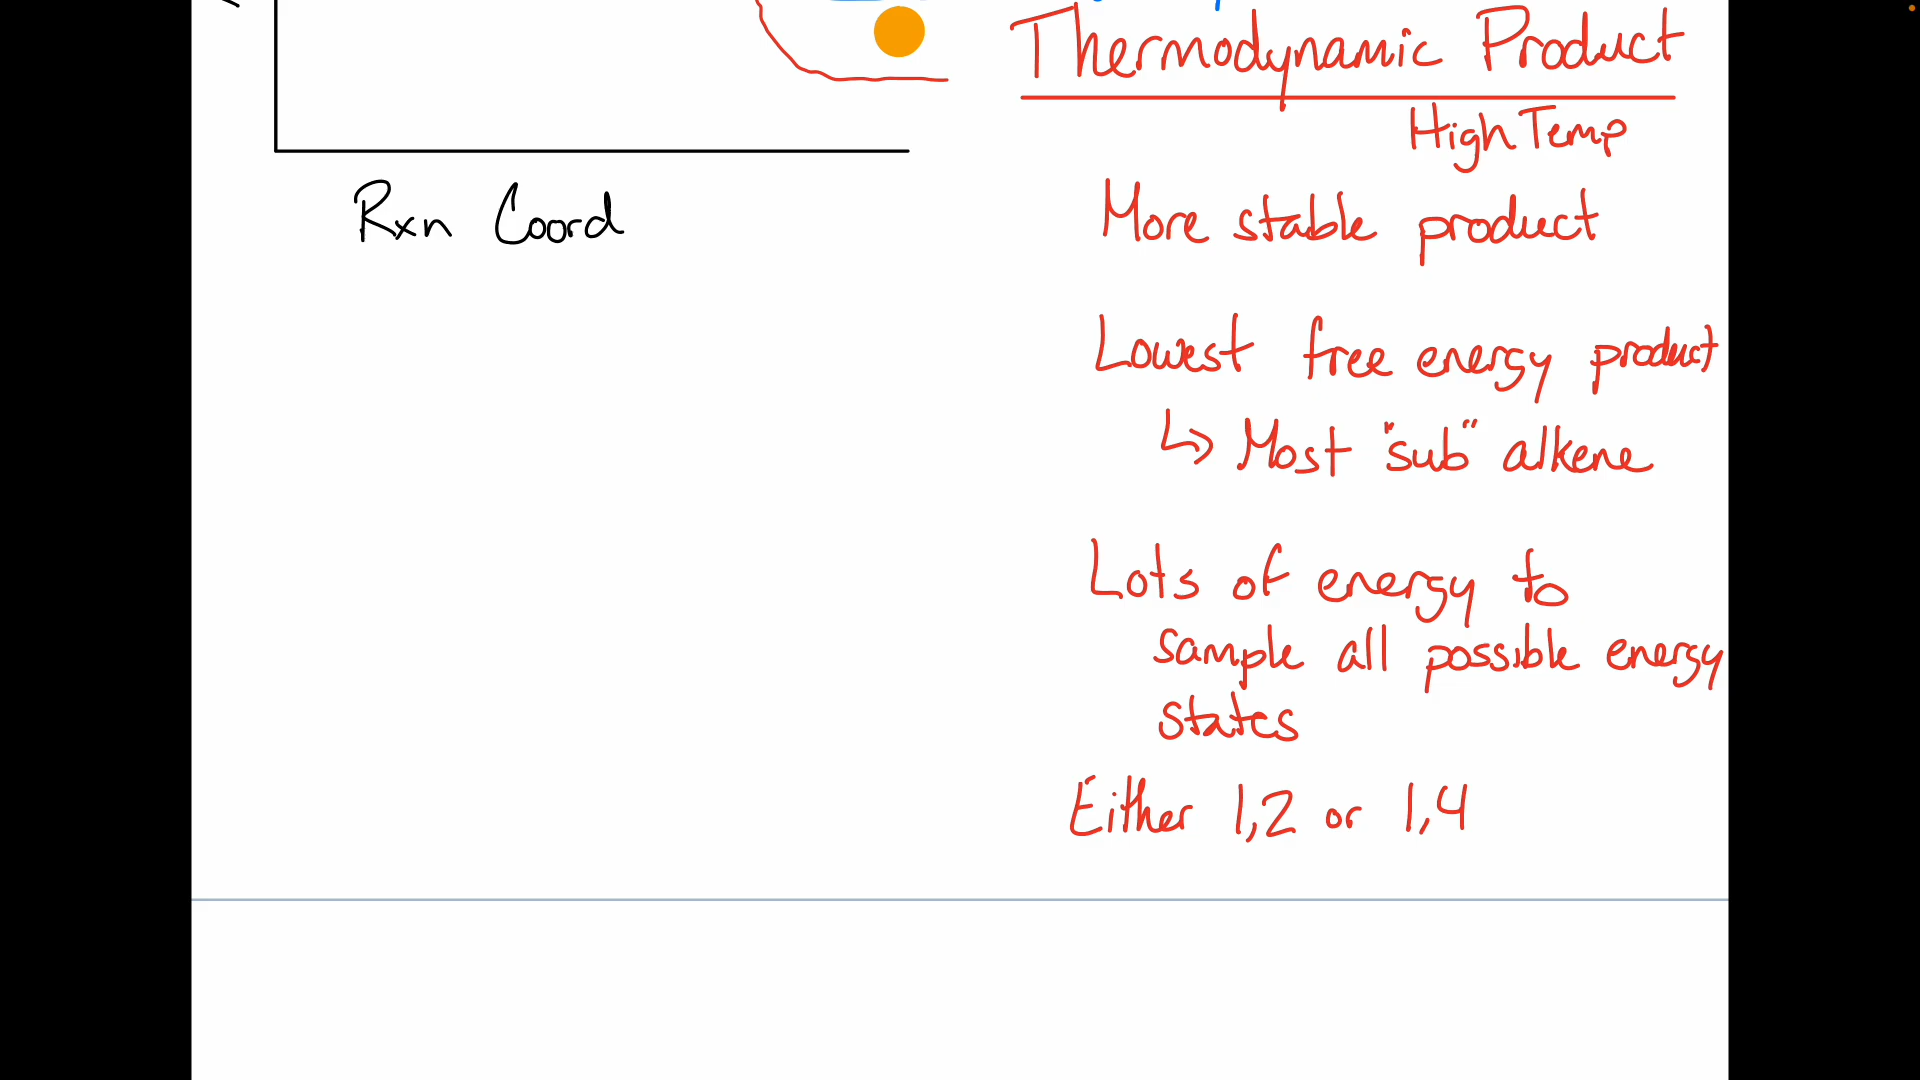 Thermodynamic Product
High Temp
Rxn Coord
More stable product
Lowest free energy product
↳ Most "sub" alkene
Lots of energy to
sample all possible energy
states
Either 1,2 or 1,4